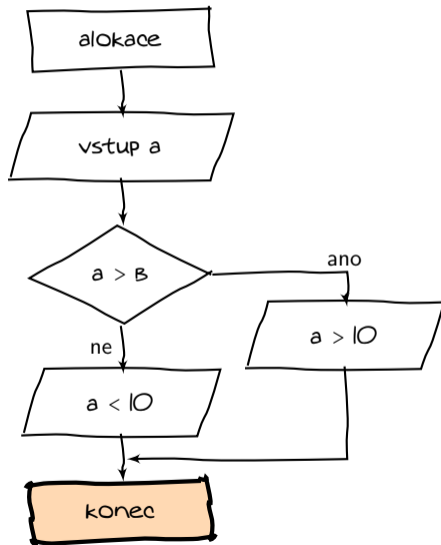 alokace
vstup a
a > B
ano
a > 10
ne
a < 10
konec